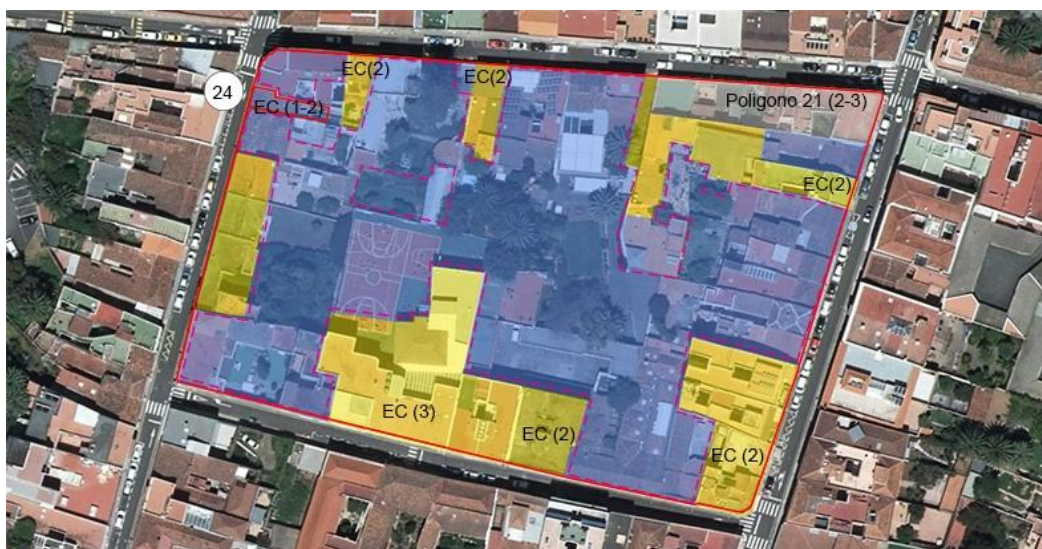 EC(2)
EC(2)
Poligono 21 (2-3)
24
EC (1-2)
EC(2)
EC (3)
EC (2)
EC (2)